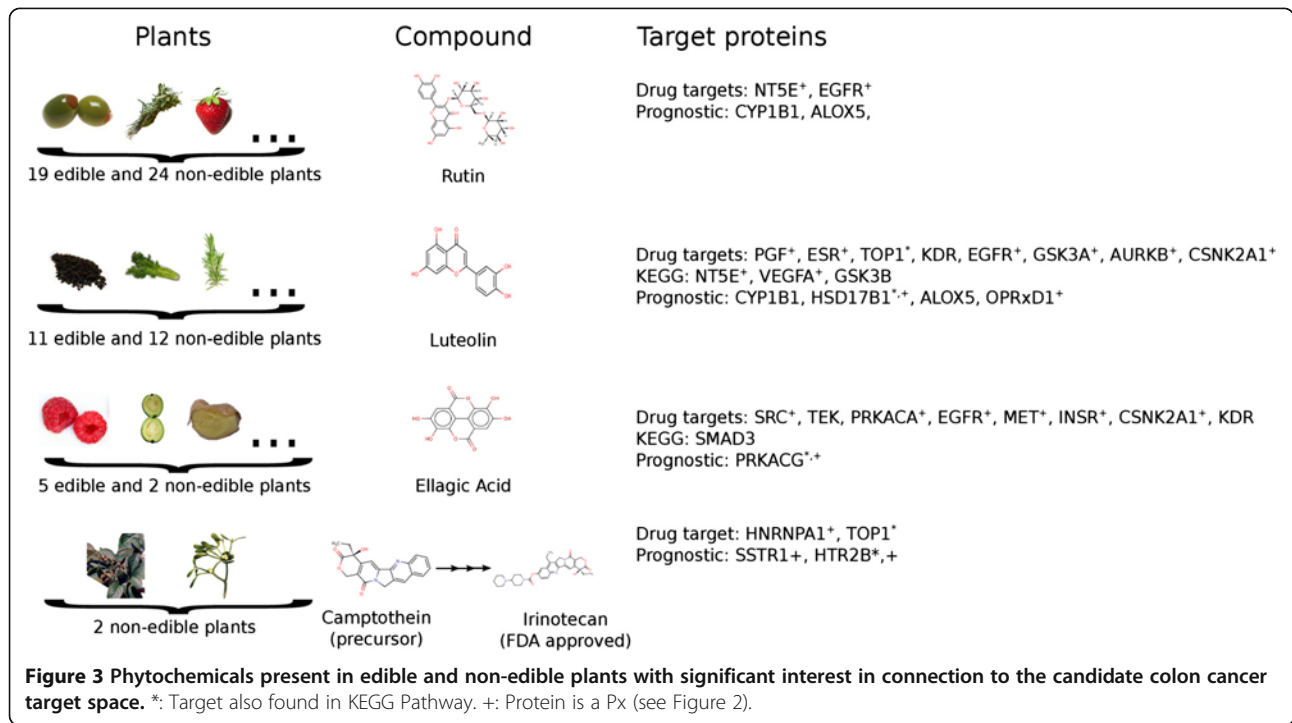 Plants Compound Target proteins
Drug targets: NT5E⁺, EGFR⁺
Prognostic: CYP1B1, ALOX5,
19 edible and 24 non-edible plants
Rutin
Drug targets: PGF⁺, ESR⁺, TOP1*, KDR, EGFR⁺, GSK3A⁺, AURKB⁺, CSNK2A1⁺
KEGG: NT5E⁺, VEGFA⁺, GSK3B
Prognostic: CYP1B1, HSD17B1*,⁺, ALOX5, OPRxD1⁺
11 edible and 12 non-edible plants
Luteolin
Drug targets: SRC⁺, TEK, PRKACA⁺, EGFR⁺, MET⁺, INSR⁺, CSNK2A1⁺, KDR
KEGG: SMAD3
Prognostic: PRKACG*,⁺
5 edible and 2 non-edible plants
Ellagic Acid
Drug target: HNRNPA1⁺, TOP1*
Prognostic: SSTR1+, HTR2B*,+
2 non-edible plants
Camptothein
(precursor)
Irinotecan
(FDA approved)
Figure 3 Phytochemicals present in edible and non-edible plants with significant interest in connection to the candidate colon cancer
target space. *: Target also found in KEGG Pathway. +: Protein is a Px (see Figure 2).